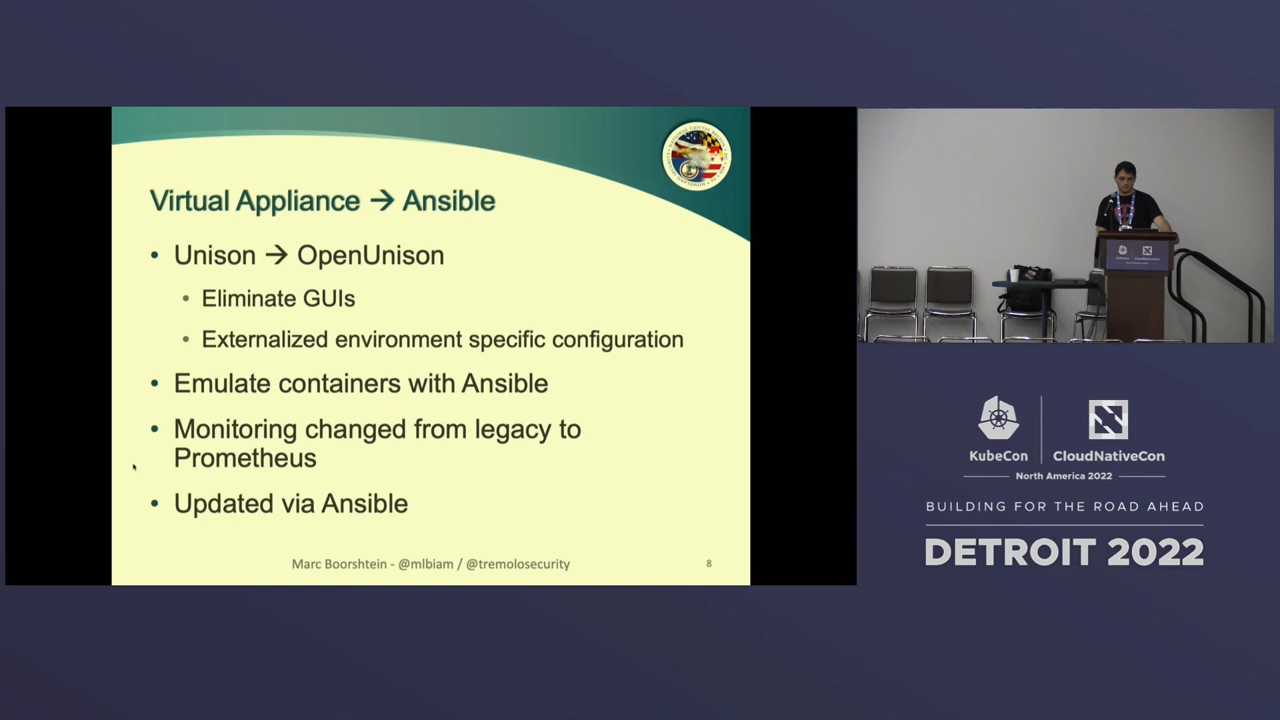 Virtual Appliance → Ansible
• Unison → OpenUnison
• Eliminate GUIs
• Externalized environment specific configuration
• Emulate containers with Ansible
• Monitoring changed from legacy to
Prometheus
• Updated via Ansible
Marc Boorshtein - @mlbiam / @tremolosecurity
8
KubeCon
CloudNativeCon
North America 2022
BUILDING FOR THE ROAD AHEAD
DETROIT 2022